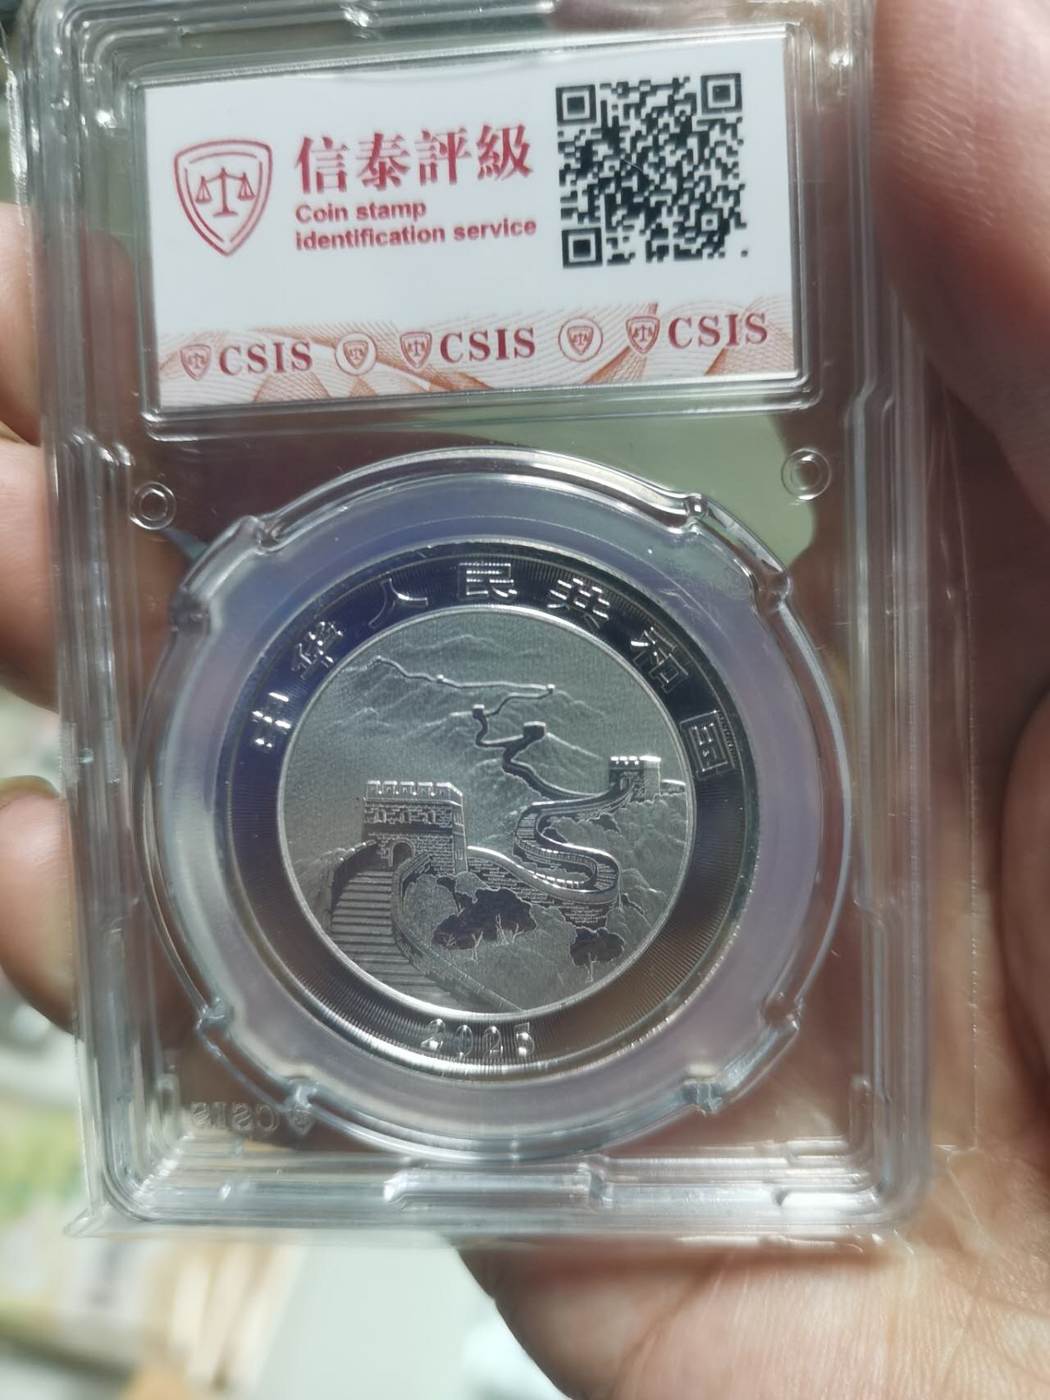 信泰評級
Coin stamp
identification service
CSIS CSIS CSIS
中华人民共和国
2025
CSIS